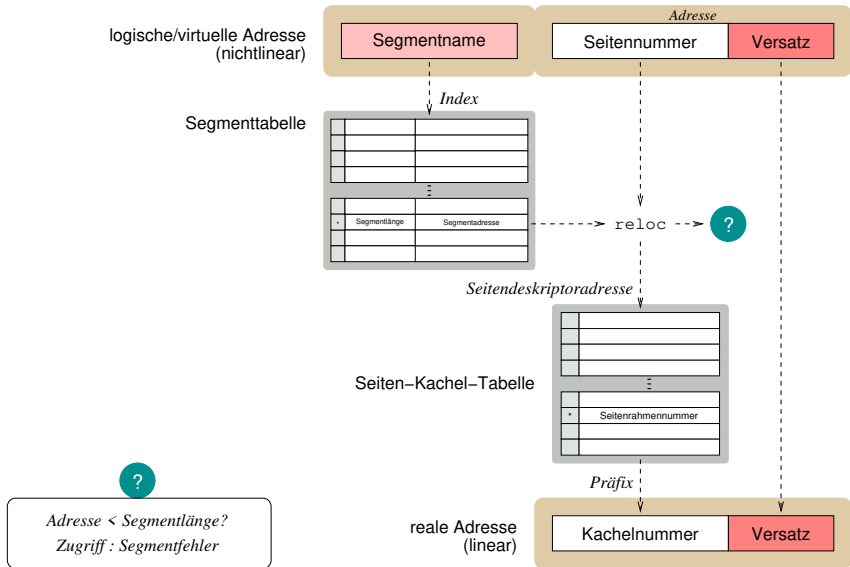 Adresse
logische/virtuelle Adresse
(nichtlinear)
Segmentname
Seitennummer
Versatz
Index
Segmenttabelle
* Segmentlänge Segmentadresse
reloc
?
Seitendeskriptoradresse
Seiten–Kachel–Tabelle
* Seitenrahmennummer
?
Präfix
Adresse < Segmentlänge?
Zugriff : Segmentfehler
reale Adresse
(linear)
Kachelnummer
Versatz